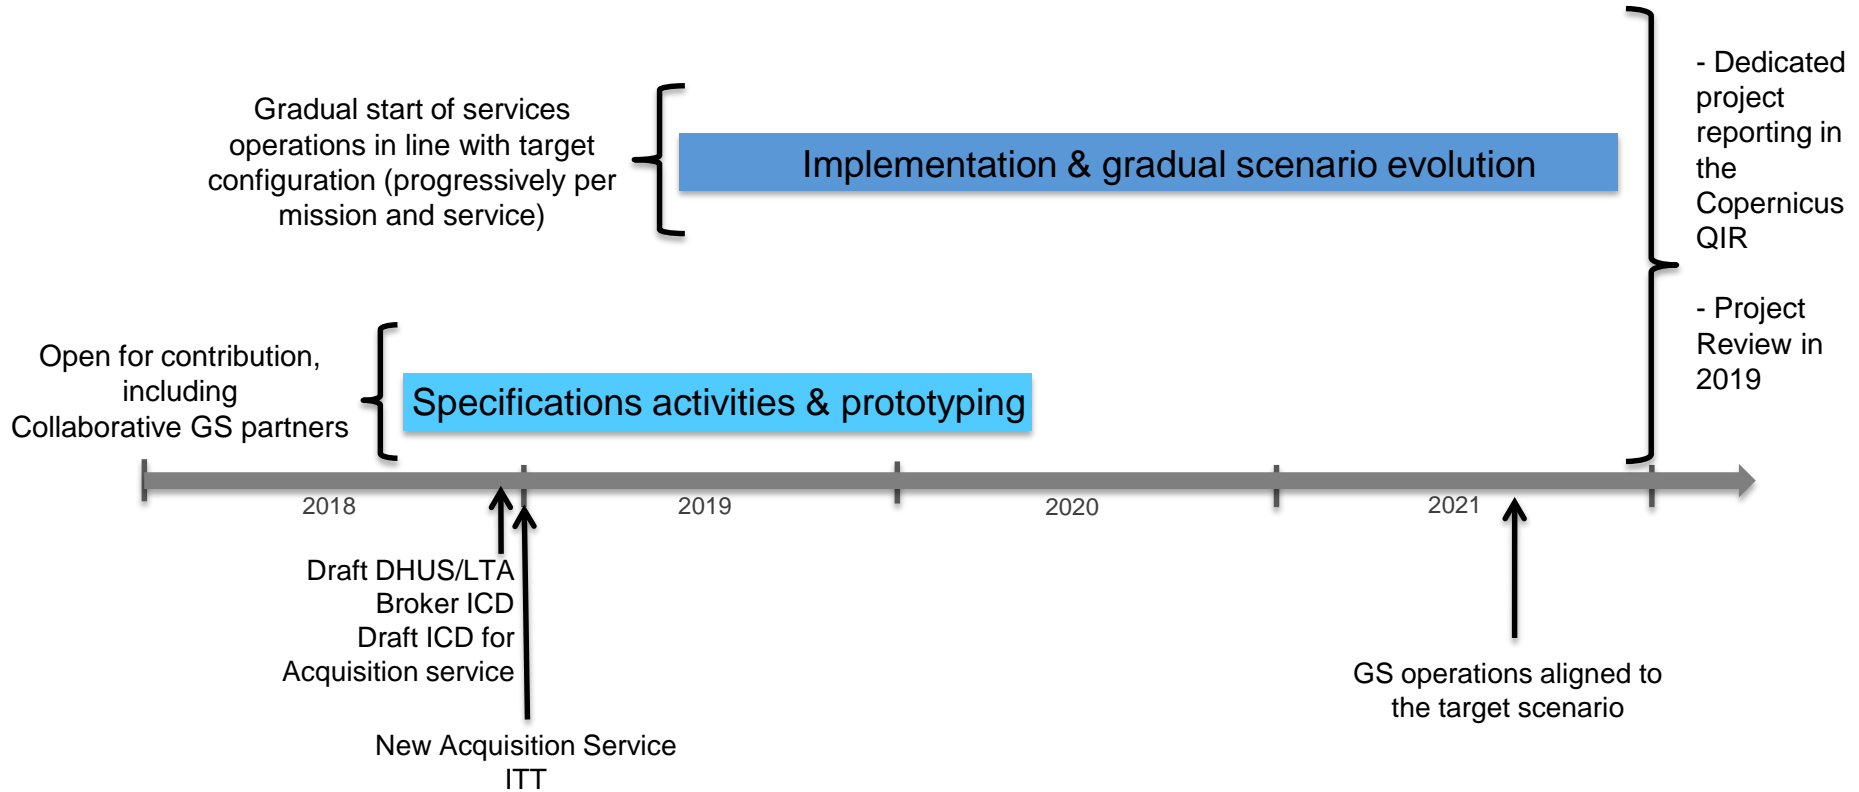 Gradual start of services
operations in line with target
configuration (progressively per
mission and service)
Implementation & gradual scenario evolution
- Dedicated
project
reporting in
the
Copernicus
QIR
- Project
Review in
2019
Open for contribution,
including
Collaborative GS partners
Specifications activities & prototyping
2018
2019
2020
2021
Draft DHUS/LTA
Broker ICD
Draft ICD for
Acquisition service
New Acquisition Service
ITT
GS operations aligned to
the target scenario